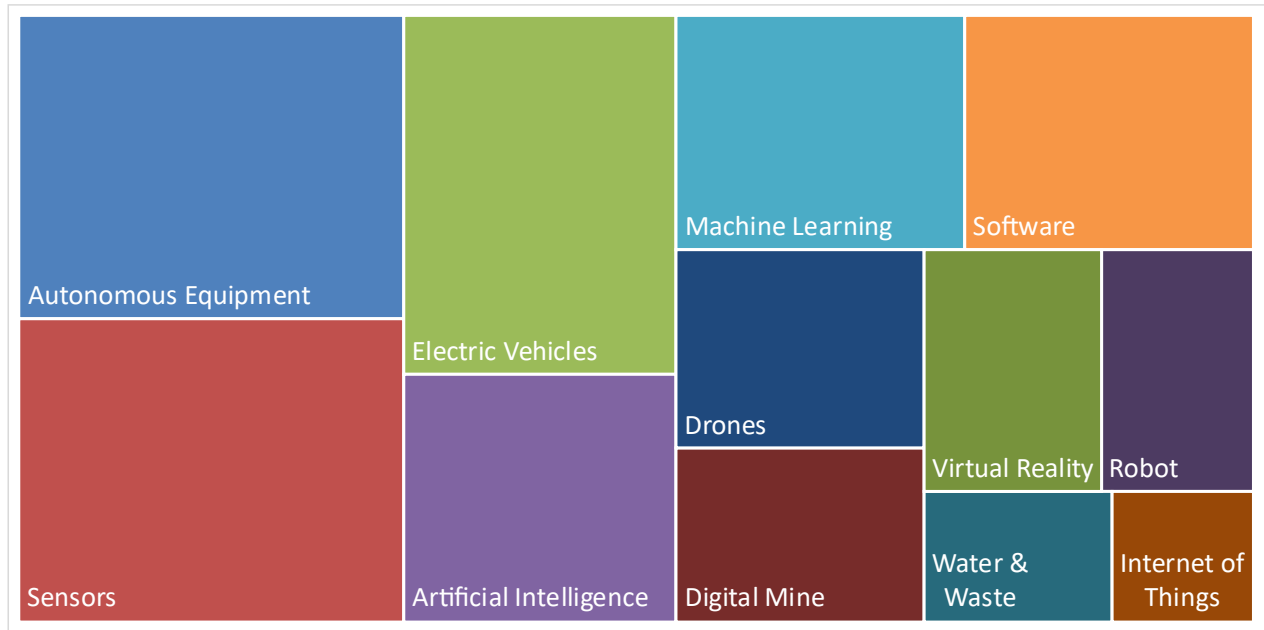 Autonomous Equipment
Sensors
Electric Vehicles
Artificial Intelligence
Machine Learning
Software
Drones
Digital Mine
Virtual Reality
Robot
Water &
Waste
Internet of
Things